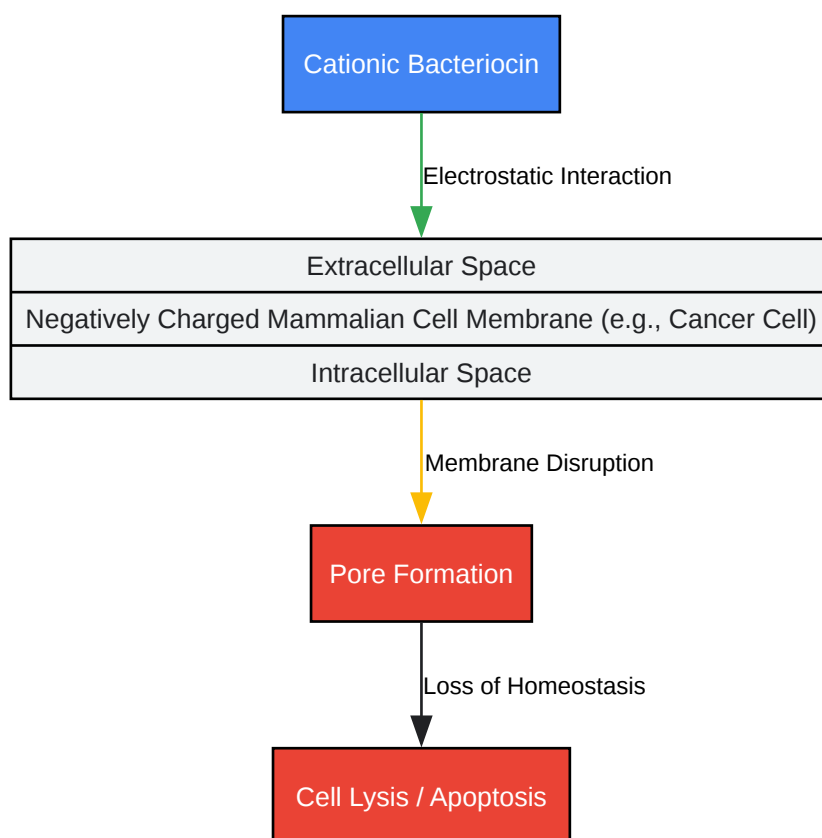 Cationic Bacteriocin
Electrostatic Interaction
Extracellular Space
Negatively Charged Mammalian Cell Membrane (e.g., Cancer Cell)
Intracellular Space
Membrane Disruption
Pore Formation
Loss of Homeostasis
Cell Lysis / Apoptosis